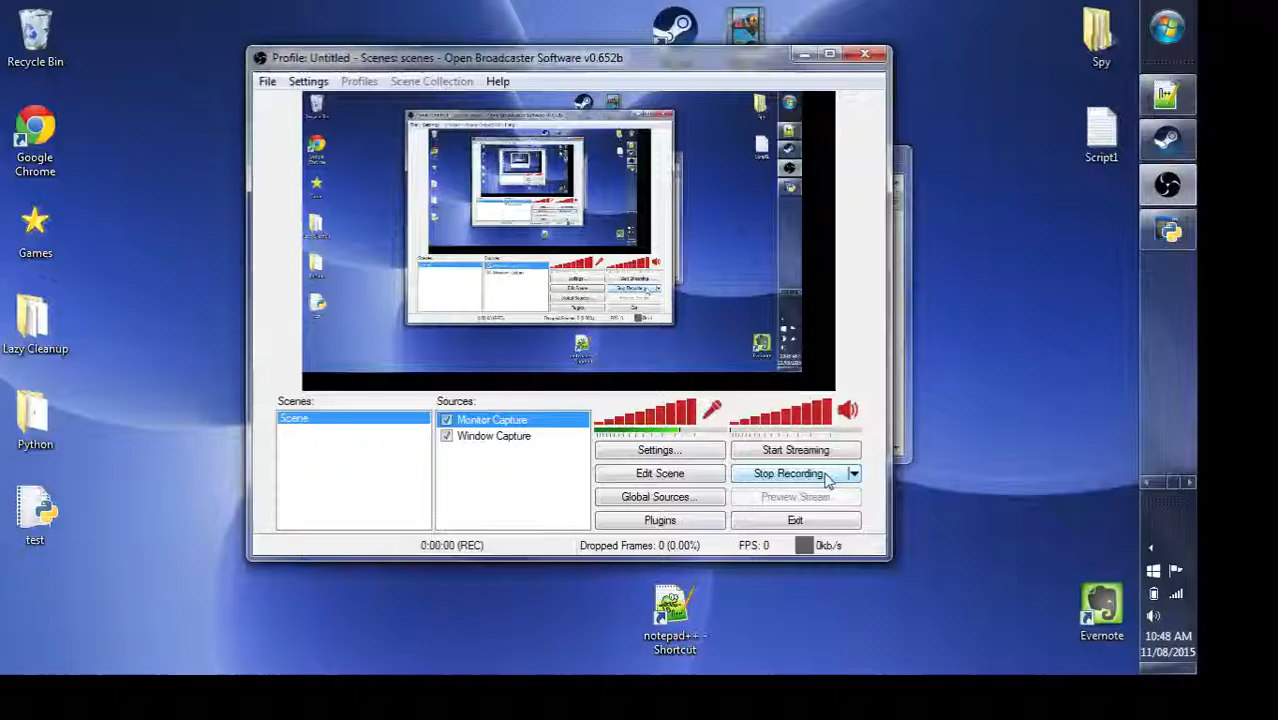 Recycle Bin
Google
Chrome
Games
Lazy Cleanup
Python
test
Profile: Untitled - Scenes: scenes - Open Broadcaster Software v0.652b
File Settings Profiles Scene Collection Help
Scenes:
Scene
Sources:
Monitor Capture
Window Capture
Settings...
Start Streaming
Edit Scene
Stop Recording
Global Sources...
Preview Stream
Plugins
Exit
0:00:00 (REC)
Dropped Frames: 0 (0.00%)
FPS: 0
0kb/s
notepad++ -
Shortcut
Spy
Script1
Evernote
10:48 AM
11/08/2015